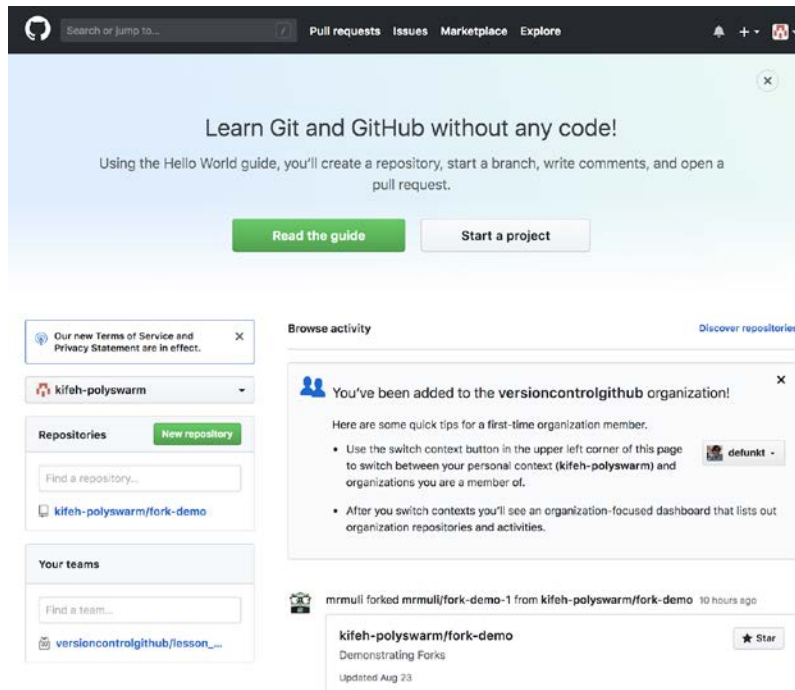 Search or jump to...
/
Pull requests Issues Marketplace Explore
Learn Git and GitHub without any code!
Using the Hello World guide, you'll create a repository, start a branch, write comments, and open a
pull request.
Read the guide
Start a project
Our new Terms of Service and
Privacy Statement are in effect.
kifeh-polyswarm
Repositories
New repository
Find a repository...
kifeh-polyswarm/fork-demo
Your teams
Find a team...
versioncontrolgithub/lesson_...
Browse activity
Discover repositories
You've been added to the versioncontrolgithub organization!
Here are some quick tips for a first-time organization member.
• Use the switch context button in the upper left corner of this page
to switch between your personal context (kifeh-polyswarm) and
organizations you are a member of.
defunkt
• After you switch contexts you'll see an organization-focused dashboard that lists out
organization repositories and activities.
mrmuli forked mrmuli/fork-demo-1 from kifeh-polyswarm/fork-demo 10 hours ago
kifeh-polyswarm/fork-demo
Star
Demonstrating Forks
Updated Aug 23